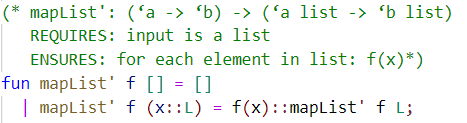 (* mapList': (‘a -> ‘b) -> (‘a list -> ‘b list)
REQUIRES: input is a list
ENSURES: for each element in list: f(x)*)
fun mapList' f [] = []
| mapList' f (x::L) = f(x)::mapList' f L;